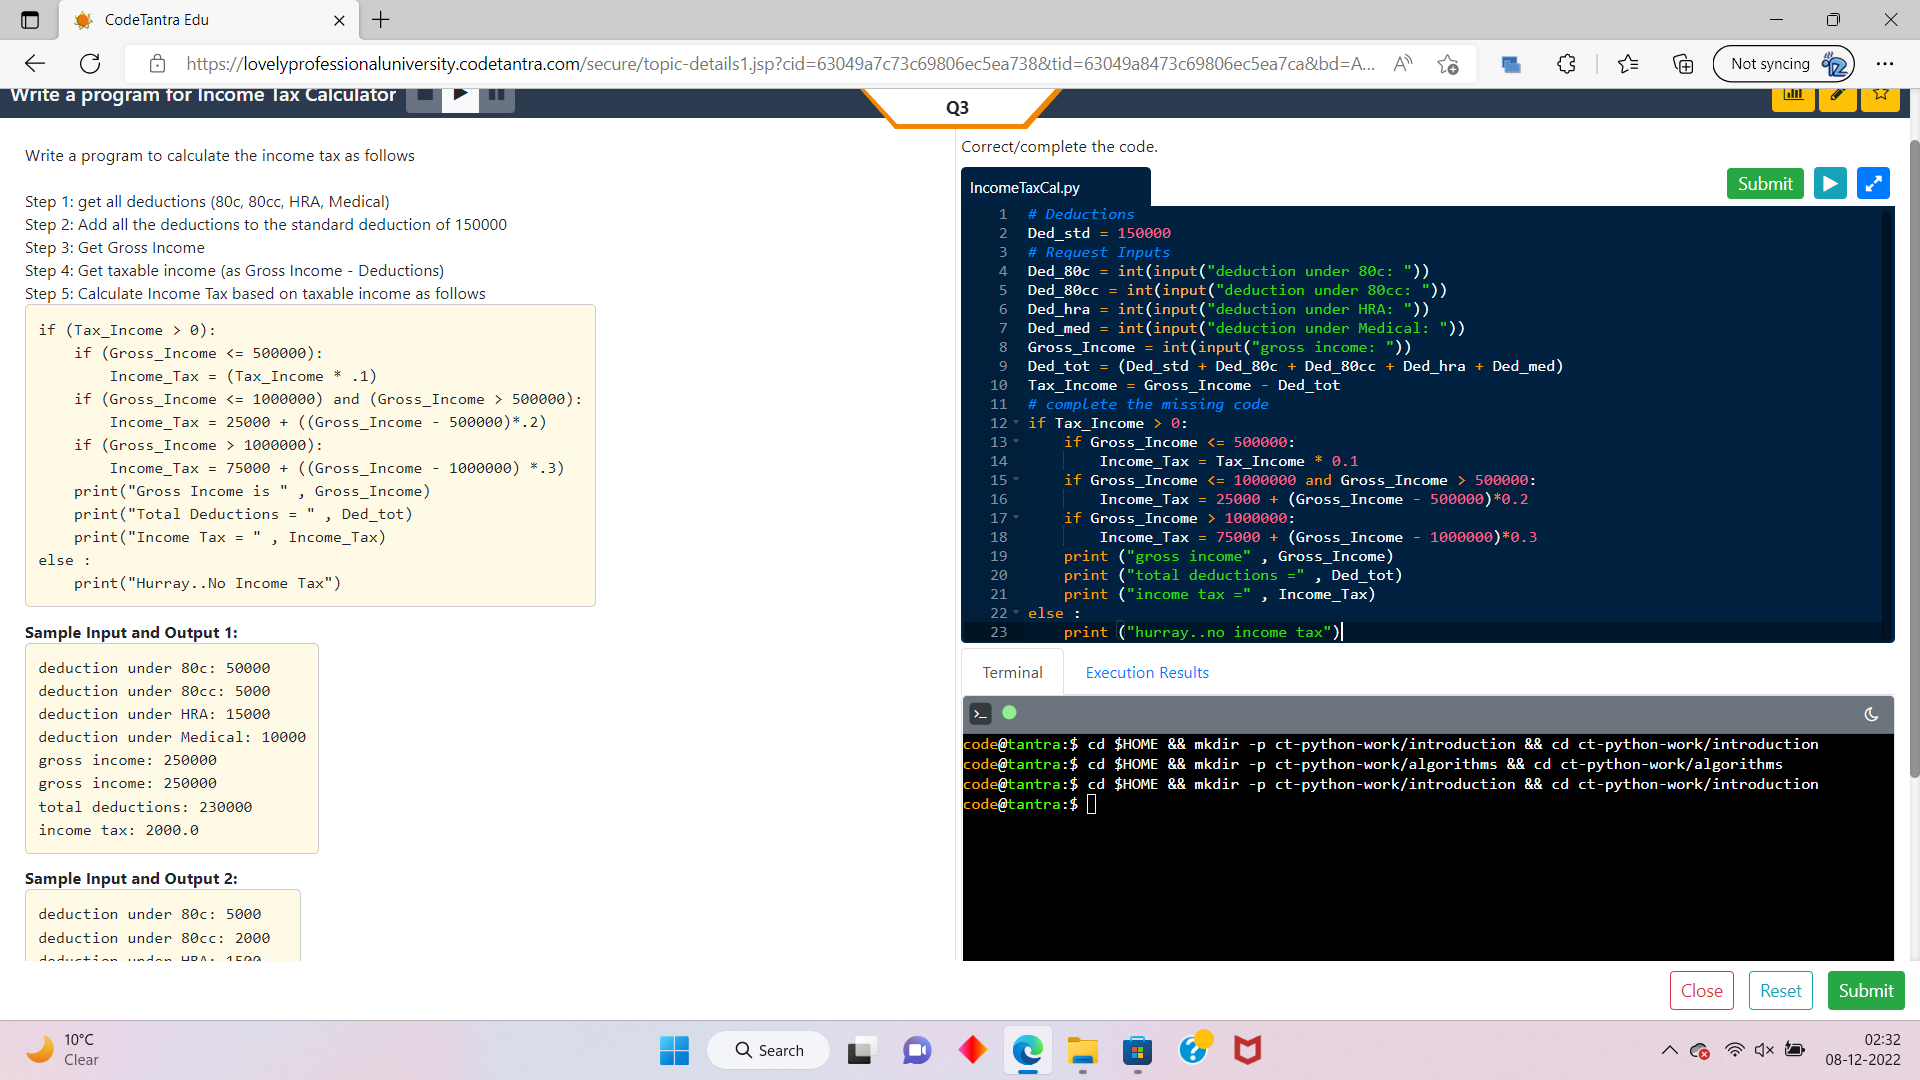 CodeTantra Edu
https://lovelyprofessionaluniversity.codetantra.com/secure/topic-details1.jsp?cid=63049a7c73c69806ec5ea738&tid=63049a8473c69806ec5ea7ca&bd=A...
Not syncing
Write a program for Income Tax Calculator
Q3
Write a program to calculate the income tax as follows
Step 1: get all deductions (80c, 80cc, HRA, Medical)
Step 2: Add all the deductions to the standard deduction of 150000
Step 3: Get Gross Income
Step 4: Get taxable income (as Gross Income - Deductions)
Step 5: Calculate Income Tax based on taxable income as follows
if (Tax_Income > 0):
    if (Gross_Income <= 500000):
        Income_Tax = (Tax_Income * .1)
    if (Gross_Income <= 1000000) and (Gross_Income > 500000):
        Income_Tax = 25000 + ((Gross_Income - 500000)*.2)
    if (Gross_Income > 1000000):
        Income_Tax = 75000 + ((Gross_Income - 1000000) *.3)
    print("Gross Income is " , Gross_Income)
    print("Total Deductions = " , Ded_tot)
    print("Income Tax = " , Income_Tax)
else :
    print("Hurray..No Income Tax")
Sample Input and Output 1:
deduction under 80c: 50000
deduction under 80cc: 5000
deduction under HRA: 15000
deduction under Medical: 10000
gross income: 250000
gross income: 250000
total deductions: 230000
income tax: 2000.0
Sample Input and Output 2:
deduction under 80c: 5000
deduction under 80cc: 2000
deduction under HRA: 1500
Correct/complete the code.
IncomeTaxCal.py
Submit
1 # Deductions
2 Ded_std = 150000
3 # Request Inputs
4 Ded_80c = int(input("deduction under 80c: "))
5 Ded_80cc = int(input("deduction under 80cc: "))
6 Ded_hra = int(input("deduction under HRA: "))
7 Ded_med = int(input("deduction under Medical: "))
8 Gross_Income = int(input("gross income: "))
9 Ded_tot = (Ded_std + Ded_80c + Ded_80cc + Ded_hra + Ded_med)
10 Tax_Income = Gross_Income - Ded_tot
11 # complete the missing code
12 if Tax_Income > 0:
13     if Gross_Income <= 500000:
14         Income_Tax = Tax_Income * 0.1
15     if Gross_Income <= 1000000 and Gross_Income > 500000:
16         Income_Tax = 25000 + (Gross_Income - 500000)*0.2
17     if Gross_Income > 1000000:
18         Income_Tax = 75000 + (Gross_Income - 1000000)*0.3
19     print ("gross income" , Gross_Income)
20     print ("total deductions =" , Ded_tot)
21     print ("income tax =" , Income_Tax)
22 else :
23     print ("hurray..no income tax")
Terminal
Execution Results
code@tantra:$ cd $HOME && mkdir -p ct-python-work/introduction && cd ct-python-work/introduction
code@tantra:$ cd $HOME && mkdir -p ct-python-work/algorithms && cd ct-python-work/algorithms
code@tantra:$ cd $HOME && mkdir -p ct-python-work/introduction && cd ct-python-work/introduction
code@tantra:$
Close
Reset
Submit
10°C
Clear
Search
02:32
08-12-2022